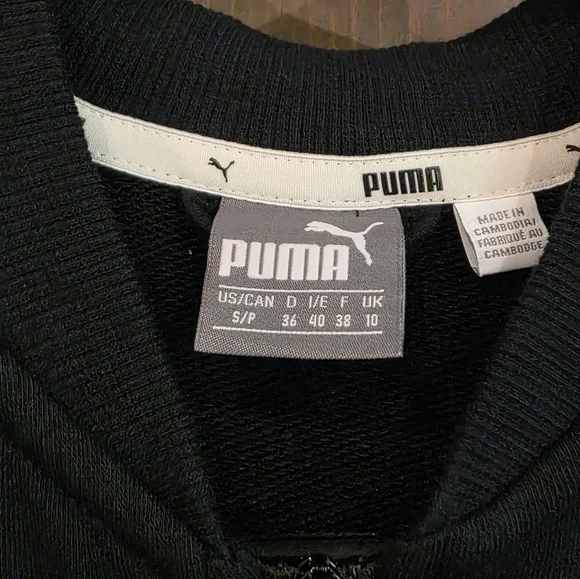 PUMA
MADE IN
CAMBODIA/
FABRIQUÉ AU
CAMBODGE
PUMA
US/CAN D I/E F UK
S/P 36 40 38 10